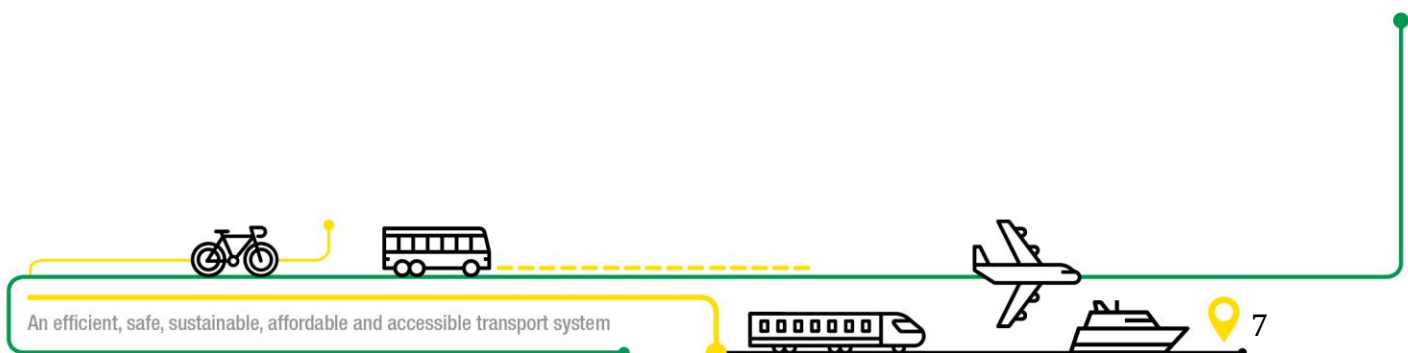 An efficient, safe, sustainable, affordable and accessible transport system
7